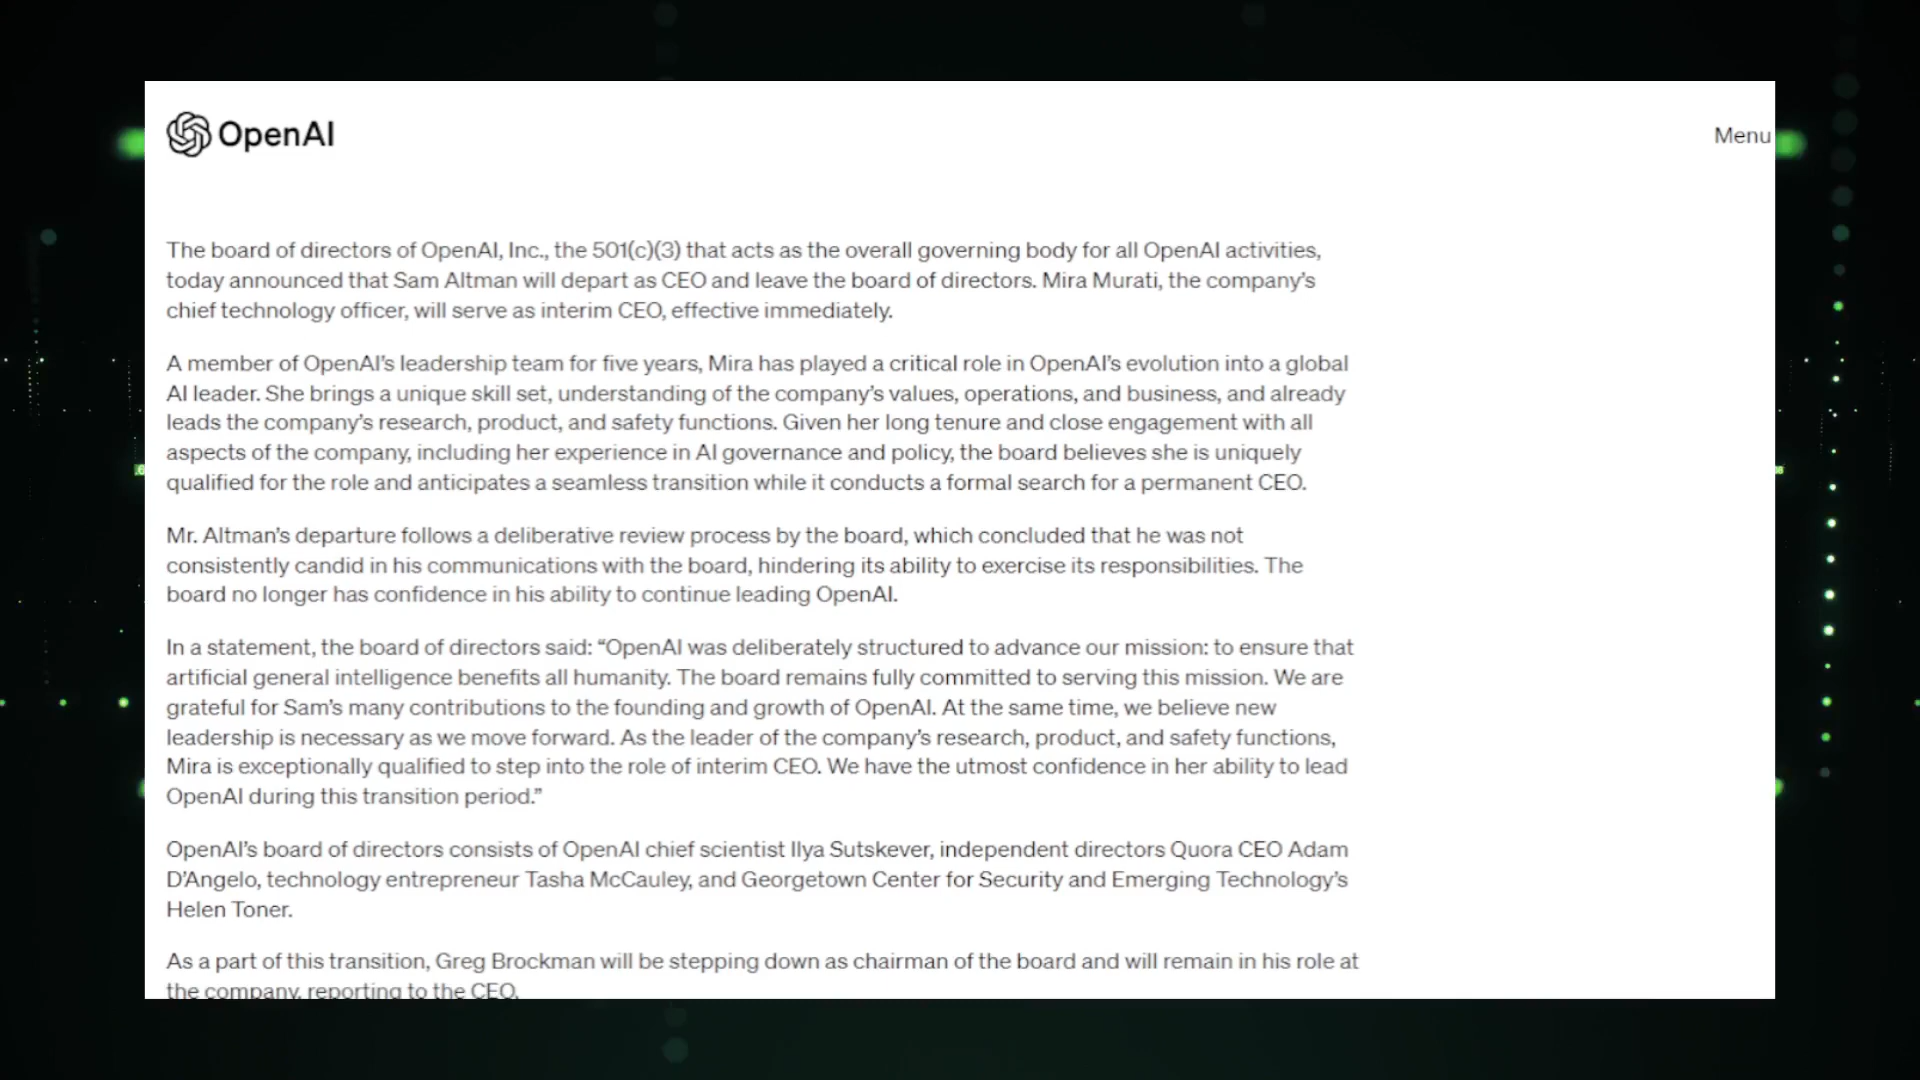 OpenAI
Menu
The board of directors of OpenAI, Inc., the 501(c)(3) that acts as the overall governing body for all OpenAI activities,
today announced that Sam Altman will depart as CEO and leave the board of directors. Mira Murati, the company’s
chief technology officer, will serve as interim CEO, effective immediately.
A member of OpenAI’s leadership team for five years, Mira has played a critical role in OpenAI’s evolution into a global
AI leader. She brings a unique skill set, understanding of the company’s values, operations, and business, and already
leads the company’s research, product, and safety functions. Given her long tenure and close engagement with all
aspects of the company, including her experience in AI governance and policy, the board believes she is uniquely
qualified for the role and anticipates a seamless transition while it conducts a formal search for a permanent CEO.
Mr. Altman’s departure follows a deliberative review process by the board, which concluded that he was not
consistently candid in his communications with the board, hindering its ability to exercise its responsibilities. The
board no longer has confidence in his ability to continue leading OpenAI.
In a statement, the board of directors said: “OpenAI was deliberately structured to advance our mission: to ensure that
artificial general intelligence benefits all humanity. The board remains fully committed to serving this mission. We are
grateful for Sam’s many contributions to the founding and growth of OpenAI. At the same time, we believe new
leadership is necessary as we move forward. As the leader of the company’s research, product, and safety functions,
Mira is exceptionally qualified to step into the role of interim CEO. We have the utmost confidence in her ability to lead
OpenAI during this transition period.”
OpenAI’s board of directors consists of OpenAI chief scientist Ilya Sutskever, independent directors Quora CEO Adam
D’Angelo, technology entrepreneur Tasha McCauley, and Georgetown Center for Security and Emerging Technology’s
Helen Toner.
As a part of this transition, Greg Brockman will be stepping down as chairman of the board and will remain in his role at
the company, reporting to the CEO.